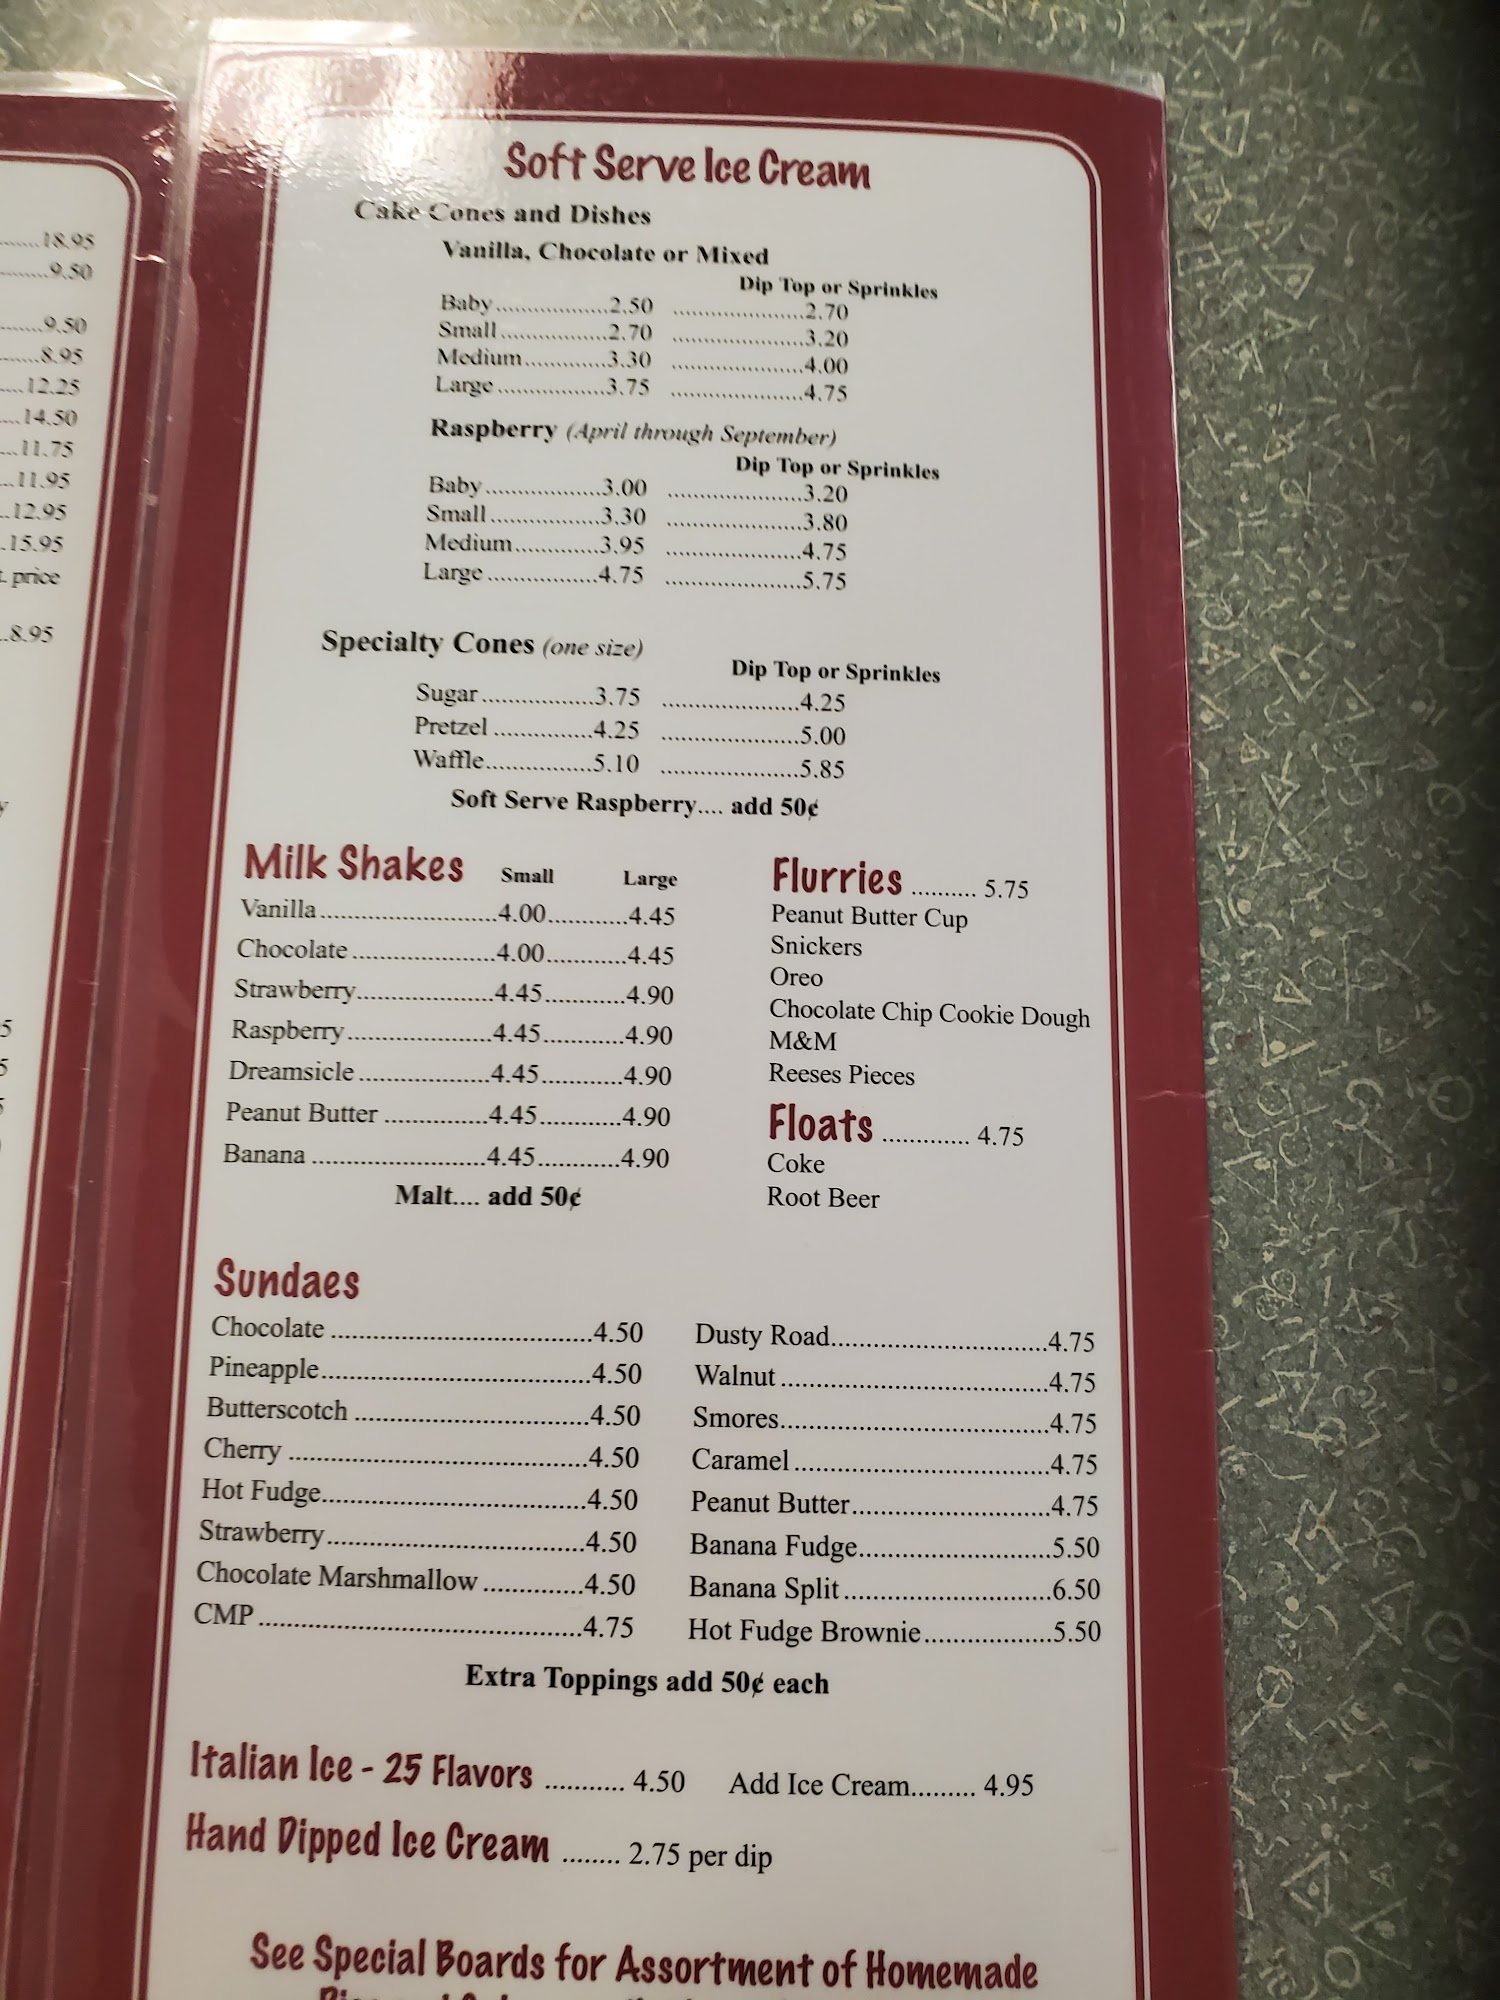 18.95
9.50
9.50
8.95
12.25
14.50
11.75
11.95
12.95
15.95
price
8.95
Soft Serve Ice Cream
Cake Cones and Dishes
Vanilla, Chocolate or Mixed
Dip Top or Sprinkles
Baby..................2.50 .....................2.70
Small.................2.70 .....................3.20
Medium.............3.30 .....................4.00
Large.................3.75 .....................4.75
Raspberry (April through September)
Dip Top or Sprinkles
Baby..................3.00 .....................3.20
Small.................3.30 .....................3.80
Medium.............3.95 .....................4.75
Large.................4.75 .....................5.75
Specialty Cones (one size)
Dip Top or Sprinkles
Sugar.................3.75 .....................4.25
Pretzel ...............4.25 .....................5.00
Waffle................5.10 .....................5.85
Soft Serve Raspberry.... add 50¢
Milk Shakes Small Large
Vanilla..........................4.00............4.45
Chocolate.....................4.00............4.45
Strawberry....................4.45............4.90
Raspberry.....................4.45............4.90
Dreamsicle...................4.45............4.90
Peanut Butter ...............4.45............4.90
Banana .........................4.45............4.90
Malt.... add 50¢
Flurries .......... 5.75
Peanut Butter Cup
Snickers
Oreo
Chocolate Chip Cookie Dough
M&M
Reeses Pieces
Floats ............. 4.75
Coke
Root Beer
Sundaes
Chocolate .....................................4.50
Pineapple......................................4.50
Butterscotch .................................4.50
Cherry ..........................................4.50
Hot Fudge.....................................4.50
Strawberry....................................4.50
Chocolate Marshmallow ..............4.50
CMP.............................................4.75
Dusty Road...............................4.75
Walnut ......................................4.75
Smores......................................4.75
Caramel....................................4.75
Peanut Butter............................4.75
Banana Fudge...........................5.50
Banana Split.............................6.50
Hot Fudge Brownie..................5.50
Extra Toppings add 50¢ each
Italian Ice - 25 Flavors ........... 4.50 Add Ice Cream......... 4.95
Hand Dipped Ice Cream ........ 2.75 per dip
See Special Boards for Assortment of Homemade